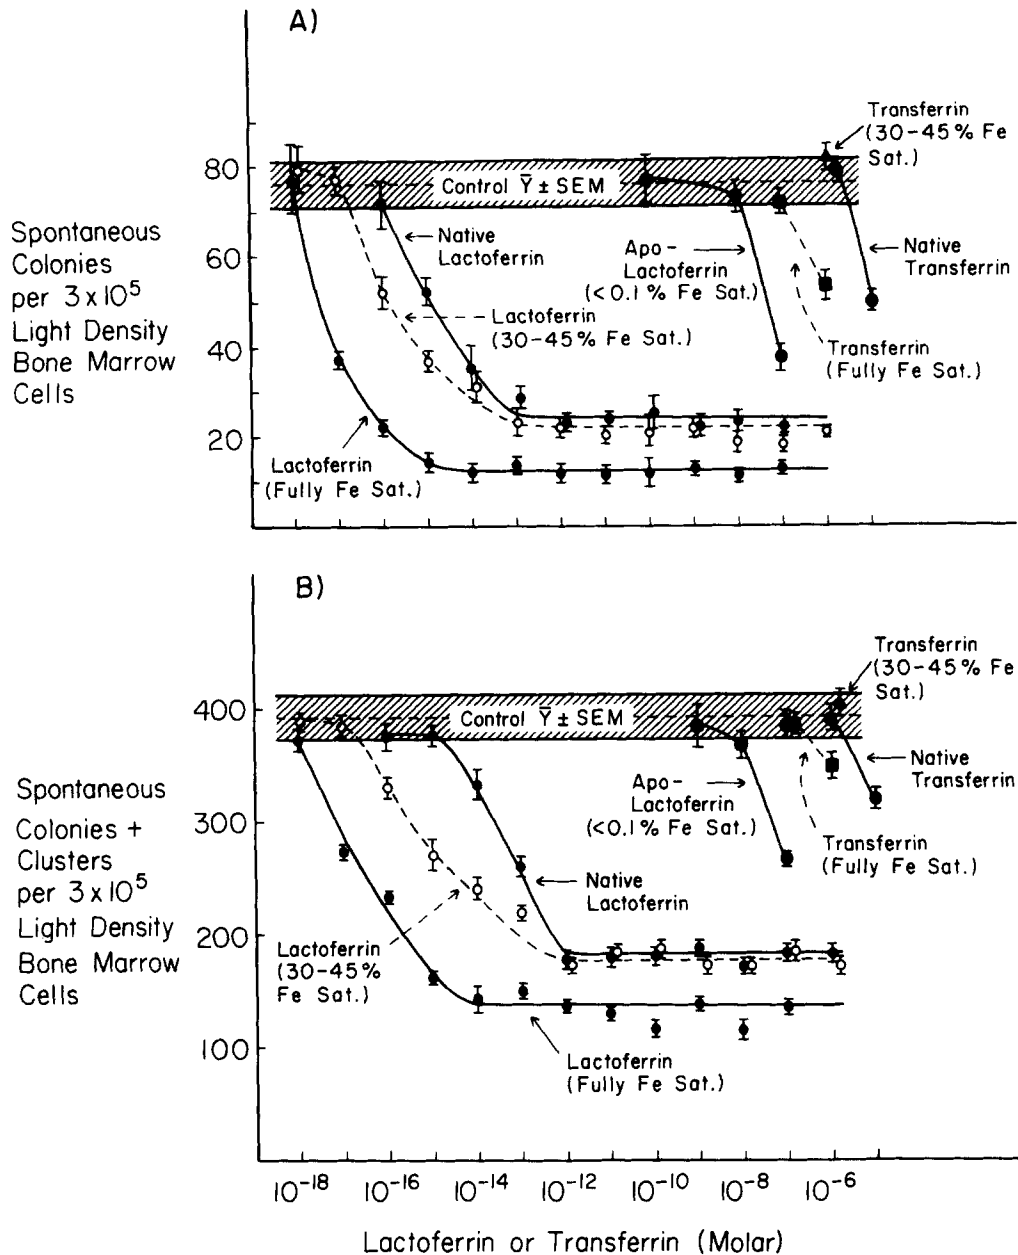 A)
Transferrin
(30-45% Fe
Sat.)
80
Control Y̅ ± SEM
Spontaneous
Colonies
per 3 x 10⁵
Light Density
Bone Marrow
Cells
60
40
20
Native
Lactoferrin
Apo-
Lactoferrin
(<0.1% Fe Sat.)
Native
Transferrin
Lactoferrin
(30-45% Fe Sat.)
Transferrin
(Fully Fe Sat.)
Lactoferrin
(Fully Fe Sat.)
B)
Transferrin
(30-45% Fe
Sat.)
400
Control Y̅ ± SEM
Native
Transferrin
Apo-
Lactoferrin
(<0.1% Fe Sat.)
Spontaneous
Colonies +
Clusters
per 3 x 10⁵
Light Density
Bone Marrow
Cells
300
200
100
Transferrin
(Fully Fe Sat.)
Native
Lactoferrin
Lactoferrin
(30-45%
Fe Sat.)
Lactoferrin
(Fully Fe Sat.)
10⁻¹⁸ 10⁻¹⁶ 10⁻¹⁴ 10⁻¹² 10⁻¹⁰ 10⁻⁸ 10⁻⁶
Lactoferrin or Transferrin (Molar)